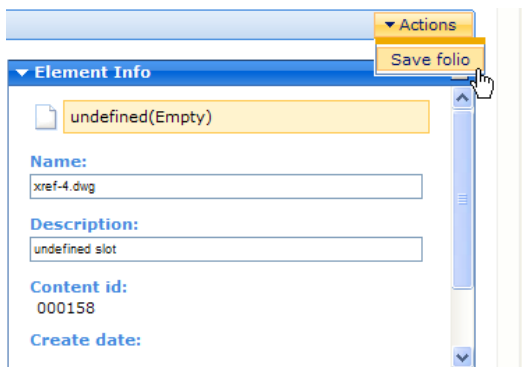 Actions
Save folio
Element Info
undefined(Empty)
Name:
xref-4.dwg
Description:
undefined slot
Content id:
000158
Create date: